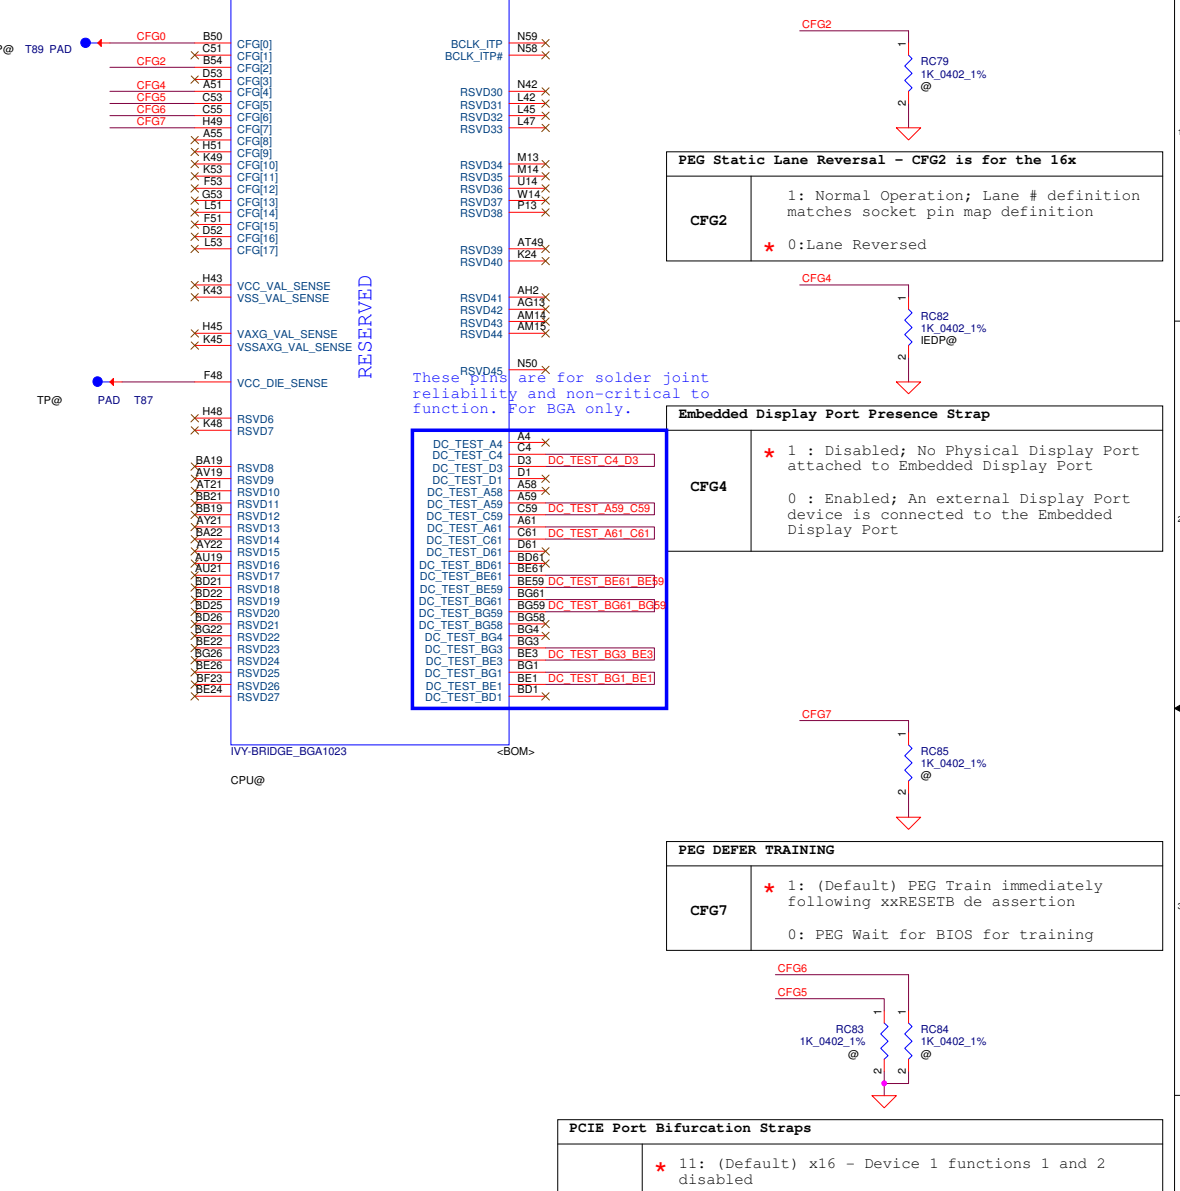 P@ T89 PAD
CFG0
CFG2
CFG4
CFG5
CFG6
CFG7
B50
C51
B54
D53
A51
C53
C55
H49
A55
H51
K49
K53
F53
G53
L51
F51
D52
L53
CFG[0]
CFG[1]
CFG[2]
CFG[3]
CFG[4]
CFG[5]
CFG[6]
CFG[7]
CFG[8]
CFG[9]
CFG[10]
CFG[11]
CFG[12]
CFG[13]
CFG[14]
CFG[15]
CFG[16]
CFG[17]
H43 VCC_VAL_SENSE
K43 VSS_VAL_SENSE
H45 VAXG_VAL_SENSE
K45 VSSAXG_VAL_SENSE
F48 VCC_DIE_SENSE
TP@ PAD T87
H48 RSVD6
K48 RSVD7
BA19 RSVD8
AV19 RSVD9
AT21 RSVD10
BB21 RSVD11
BB19 RSVD12
AY21 RSVD13
BA22 RSVD14
AY22 RSVD15
AU19 RSVD16
AU21 RSVD17
BD21 RSVD18
BD22 RSVD19
BD25 RSVD20
BD26 RSVD21
BG22 RSVD22
BE22 RSVD23
BG26 RSVD24
BE26 RSVD25
BF23 RSVD26
BE24 RSVD27
RESERVED
BCLK_ITP N59
BCLK_ITP# N58
RSVD30 N42
RSVD31 L42
RSVD32 L45
RSVD33 L47
RSVD34 M13
RSVD35 M14
RSVD36 U14
RSVD37 W14
RSVD38 P13
RSVD39 AT49
RSVD40 K24
RSVD41 AH2
RSVD42 AG13
RSVD43 AM14
RSVD44 AM15
RSVD45 N50
These pins are for solder joint
reliability and non-critical to
function. For BGA only.
DC_TEST_A4 A4
DC_TEST_C4 C4
DC_TEST_D3 D3 DC_TEST_C4_D3
DC_TEST_D1 D1
DC_TEST_A58 A58
DC_TEST_A59 A59
DC_TEST_C59 C59 DC_TEST_A59_C59
DC_TEST_A61 A61
DC_TEST_C61 C61 DC_TEST_A61_C61
DC_TEST_D61 D61
DC_TEST_BD61 BD61
DC_TEST_BE61 BE61
DC_TEST_BE59 BE59 DC_TEST_BE61_BE59
DC_TEST_BG61 BG61
DC_TEST_BG59 BG59 DC_TEST_BG61_BG59
DC_TEST_BG58 BG58
DC_TEST_BG4 BG4
DC_TEST_BG3 BG3
DC_TEST_BE3 BE3 DC_TEST_BG3_BE3
DC_TEST_BG1 BG1
DC_TEST_BE1 BE1 DC_TEST_BG1_BE1
DC_TEST_BD1 BD1
IVY-BRIDGE_BGA1023 <BOM>
CPU@
CFG2
1
RC79
1K_0402_1%
@
2
PEG Static Lane Reversal - CFG2 is for the 16x
CFG2
1: Normal Operation; Lane # definition
matches socket pin map definition
* 0:Lane Reversed
CFG4
1
RC82
1K_0402_1%
IEDP@
2
Embedded Display Port Presence Strap
CFG4
* 1 : Disabled; No Physical Display Port
attached to Embedded Display Port
0 : Enabled; An external Display Port
device is connected to the Embedded
Display Port
CFG7
1
RC85
1K_0402_1%
@
2
PEG DEFER TRAINING
CFG7
* 1: (Default) PEG Train immediately
following xxRESETB de assertion
0: PEG Wait for BIOS for training
CFG6
CFG5
1 1
RC83 RC84
1K_0402_1% 1K_0402_1%
@ @
2 2
PCIE Port Bifurcation Straps
* 11: (Default) x16 - Device 1 functions 1 and 2
disabled